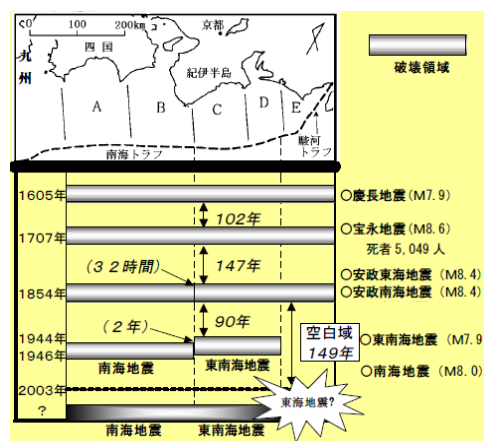 0 100 200km
京都
四国
九州
紀伊半島
A B C D E
南海トラフ
駿河
トラフ
破壊領域
1605年
○慶長地震(M7.9)
102年
1707年
○宝永地震(M8.6)
死者 5,049 人
(32時間)
147年
○安政東海地震(M8.4)
1854年
○安政南海地震(M8.4)
90年
(2年)
空白域
149年
1944年
○東南海地震(M7.9
1946年
南海地震
東南海地震
○南海地震(M8.0)
2003年
東海地震?
?
南海地震
東南海地震